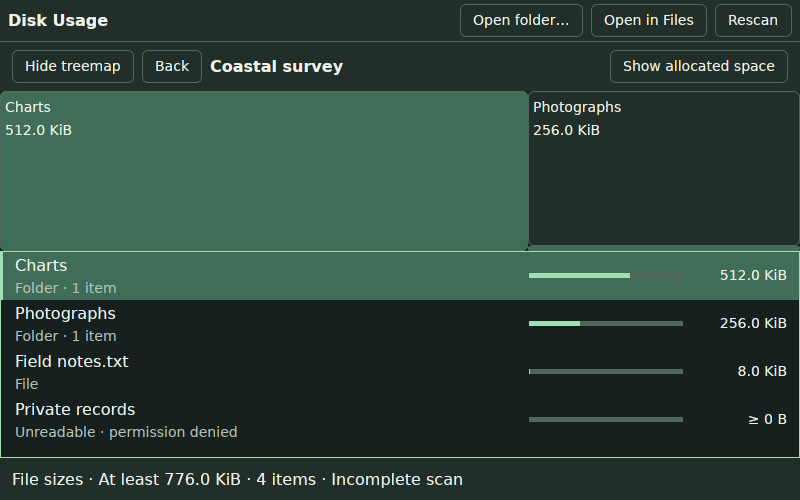 Disk Usage
Open folder...
Open in Files
Rescan
Hide treemap
Back
Coastal survey
Show allocated space
Charts
512.0 KiB
Photographs
256.0 KiB
Charts
Folder · 1 item
512.0 KiB
Photographs
Folder · 1 item
256.0 KiB
Field notes.txt
File
8.0 KiB
Private records
Unreadable · permission denied
≥ 0 B
File sizes · At least 776.0 KiB · 4 items · Incomplete scan